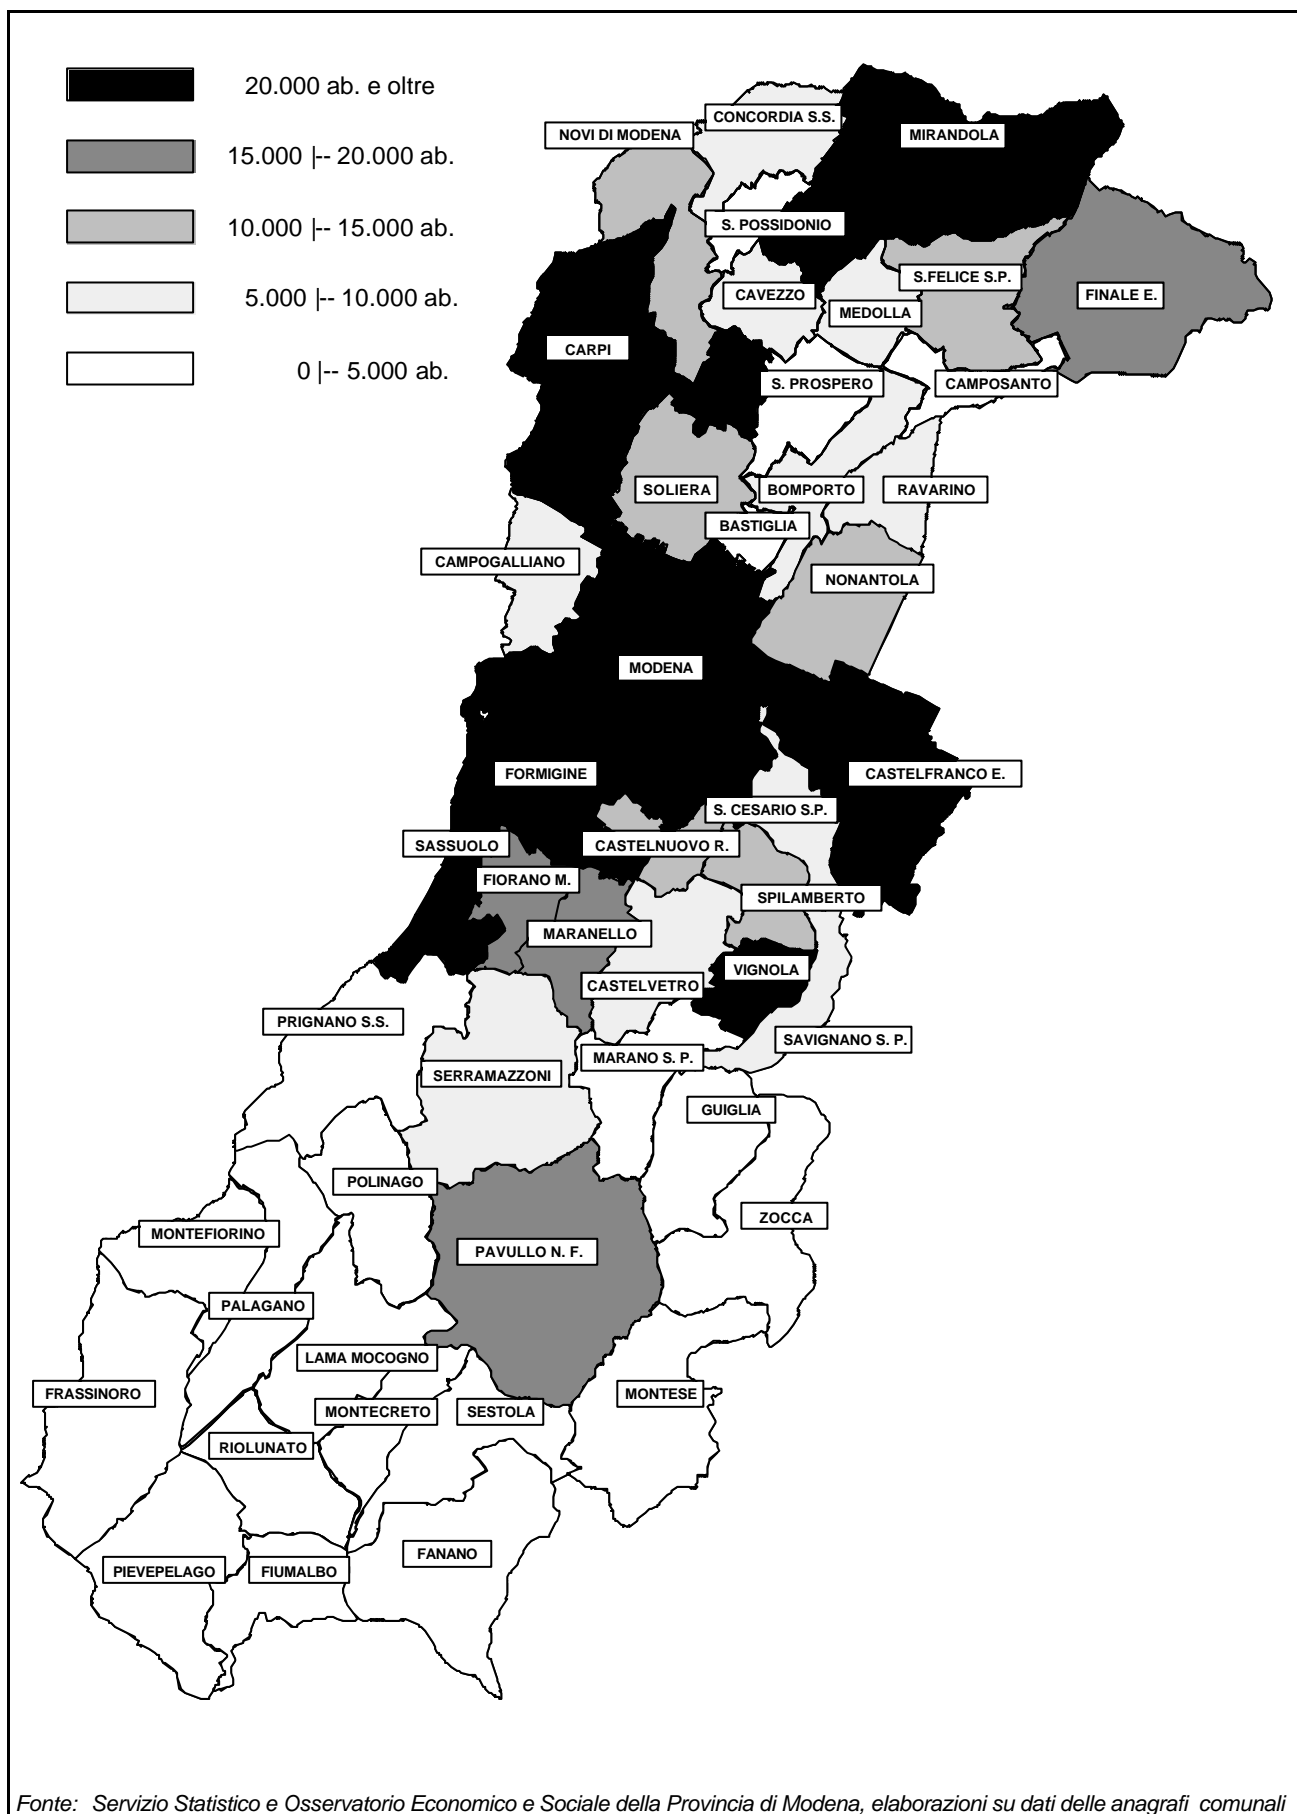 20.000 ab. e oltre
15.000 |-- 20.000 ab.
10.000 |-- 15.000 ab.
5.000 |-- 10.000 ab.
0 |-- 5.000 ab.
CONCORDIA S.S.
NOVI DI MODENA
MIRANDOLA
S. POSSIDONIO
S.FELICE S.P.
CAVEZZO
FINALE E.
MEDOLLA
CARPI
S. PROSPERO
CAMPOSANTO
SOLIERA
BOMPORTO
RAVARINO
BASTIGLIA
CAMPOGALLIANO
NONANTOLA
MODENA
FORMIGINE
CASTELFRANCO E.
S. CESARIO S.P.
SASSUOLO
CASTELNUOVO R.
FIORANO M.
SPILAMBERTO
MARANELLO
VIGNOLA
CASTELVETRO
PRIGNANO S.S.
SAVIGNANO S. P.
MARANO S. P.
SERRAMAZZONI
GUIGLIA
POLINAGO
ZOCCA
MONTEFIORINO
PAVULLO N. F.
PALAGANO
LAMA MOCOGNO
FRASSINORO
MONTESE
MONTECRETO
SESTOLA
RIOLUNATO
FANANO
PIEVEPELAGO
FIUMALBO
Fonte: Servizio Statistico e Osservatorio Economico e Sociale della Provincia di Modena, elaborazioni su dati delle anagrafi comunali